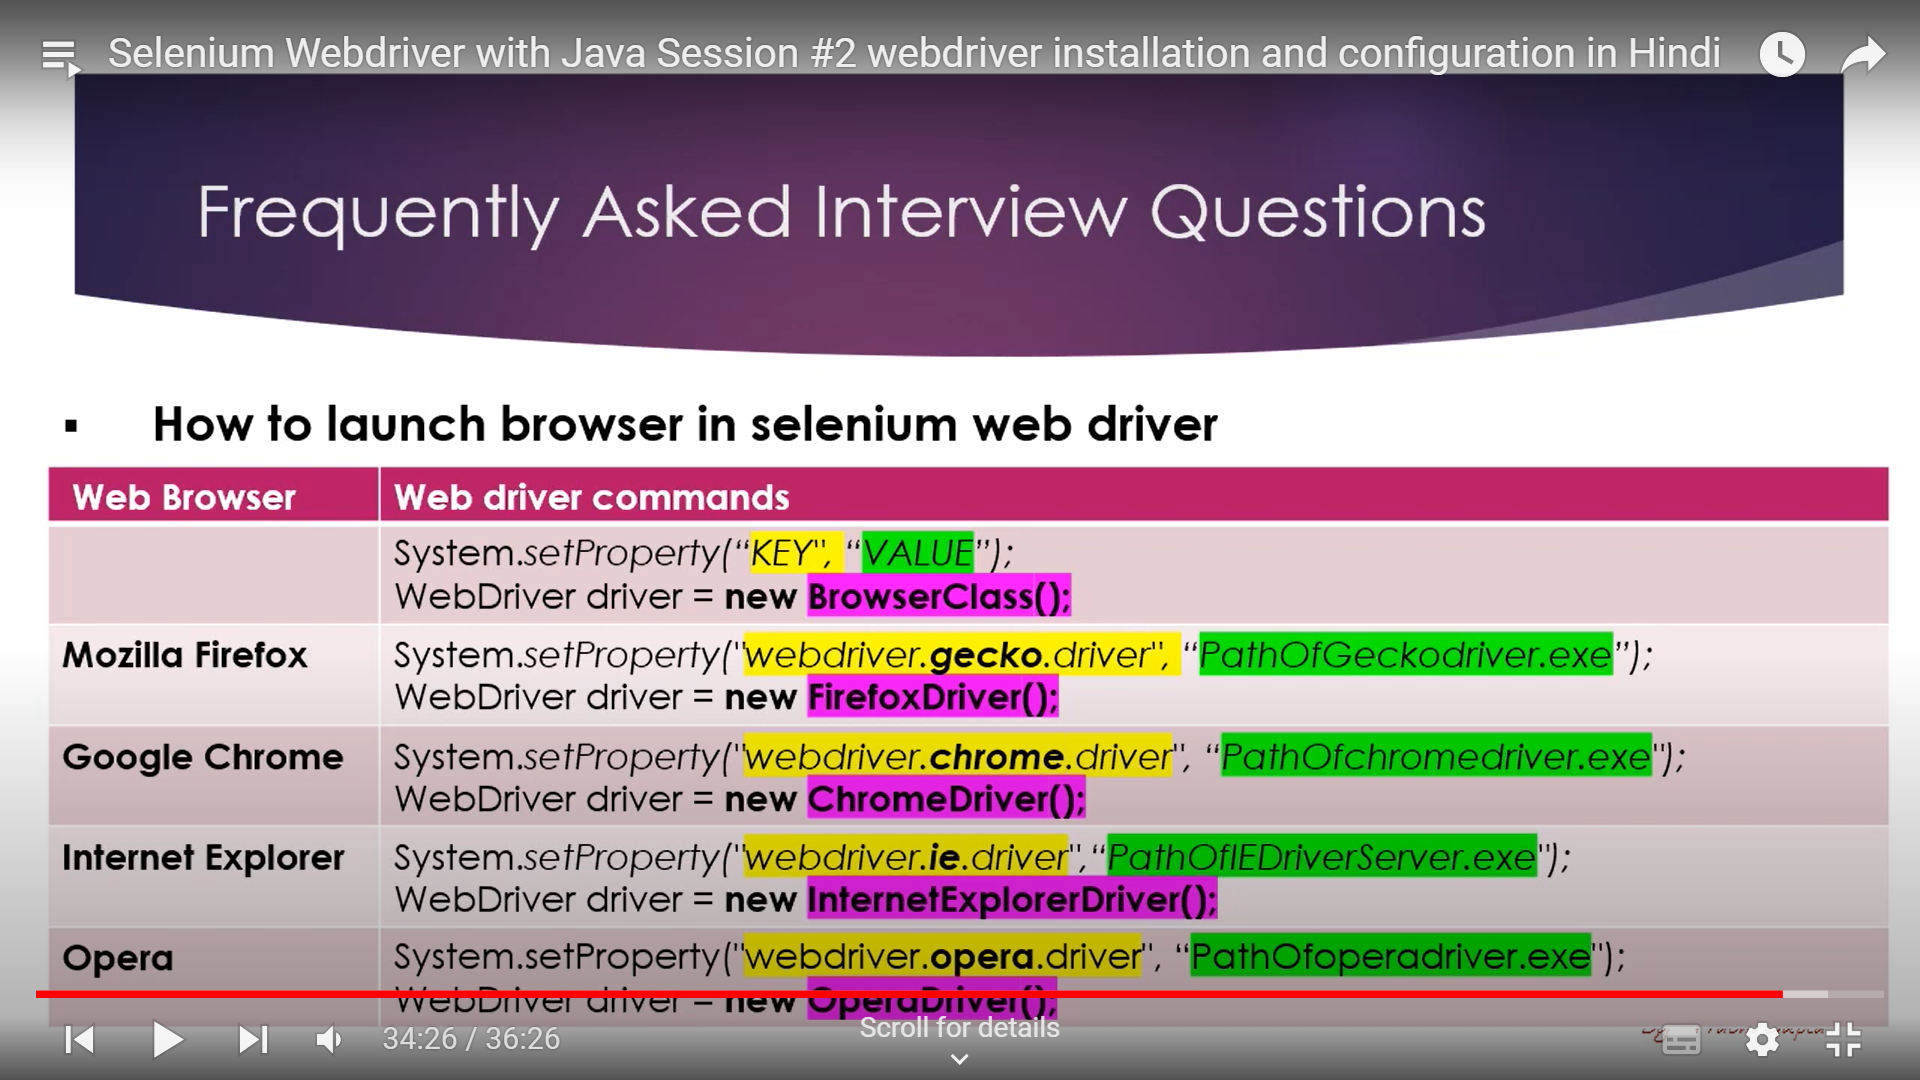 Selenium Webdriver with Java Session #2 webdriver installation and configuration in Hindi
Frequently Asked Interview Questions
▪ How to launch browser in selenium web driver
Web Browser Web driver commands
System.setProperty(“KEY", “VALUE”);
WebDriver driver = new BrowserClass();
Mozilla Firefox System.setProperty("webdriver.gecko.driver", “PathOfGeckodriver.exe”);
WebDriver driver = new FirefoxDriver();
Google Chrome System.setProperty("webdriver.chrome.driver", “PathOfchromedriver.exe");
WebDriver driver = new ChromeDriver();
Internet Explorer System.setProperty("webdriver.ie.driver",“PathOfIEDriverServer.exe");
WebDriver driver = new InternetExplorerDriver();
Opera System.setProperty("webdriver.opera.driver", “PathOfoperadriver.exe");
WebDriver driver = new OperaDriver();
34:26 / 36:26
Scroll for details